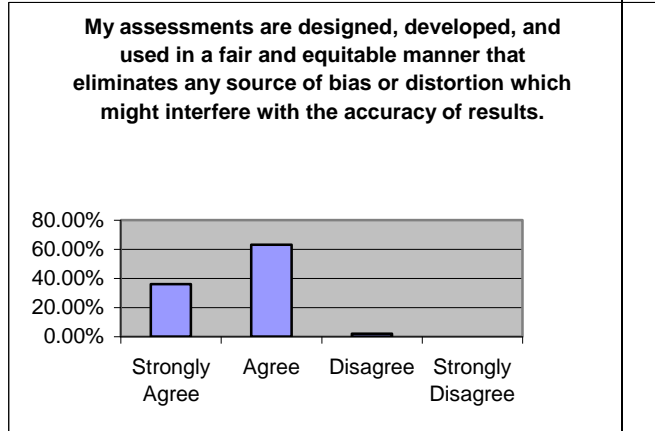 My assessments are designed, developed, and
used in a fair and equitable manner that
eliminates any source of bias or distortion which
might interfere with the accuracy of results.
80.00%
60.00%
40.00%
20.00%
0.00%
Strongly
Agree
Agree
Disagree
Strongly
Disagree